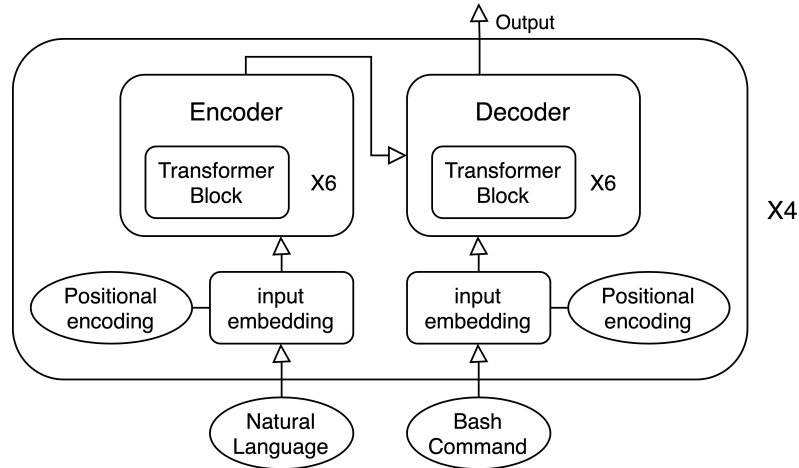 Output
Encoder
Decoder
Transformer
Block
X6
Transformer
Block
X6
X4
Positional
encoding
input
embedding
input
embedding
Positional
encoding
Natural
Language
Bash
Command